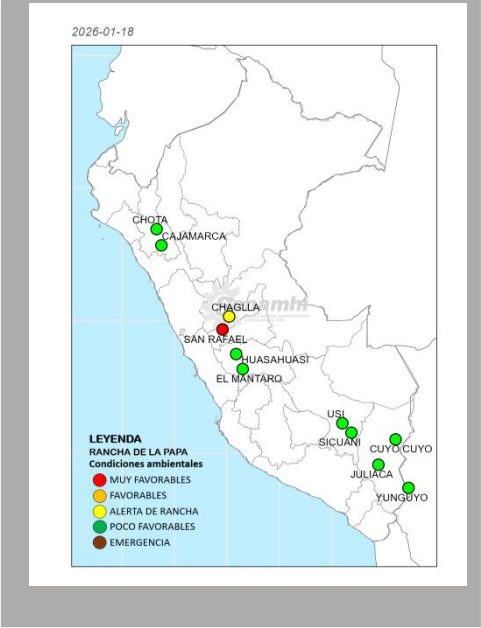 2026-01-18
CHOTA
CAJAMARCA
CHAGLLA
Senamhi
SAN RAFAEL
HUASAHUASI
EL MANTARO
USI
SICUANI
CUYO CUYO
JULIACA
YUNGUYO
LEYENDA
RANCHA DE LA PAPA
Condiciones ambientales
MUY FAVORABLES
FAVORABLES
ALERTA DE RANCHA
POCO FAVORABLES
EMERGENCIA